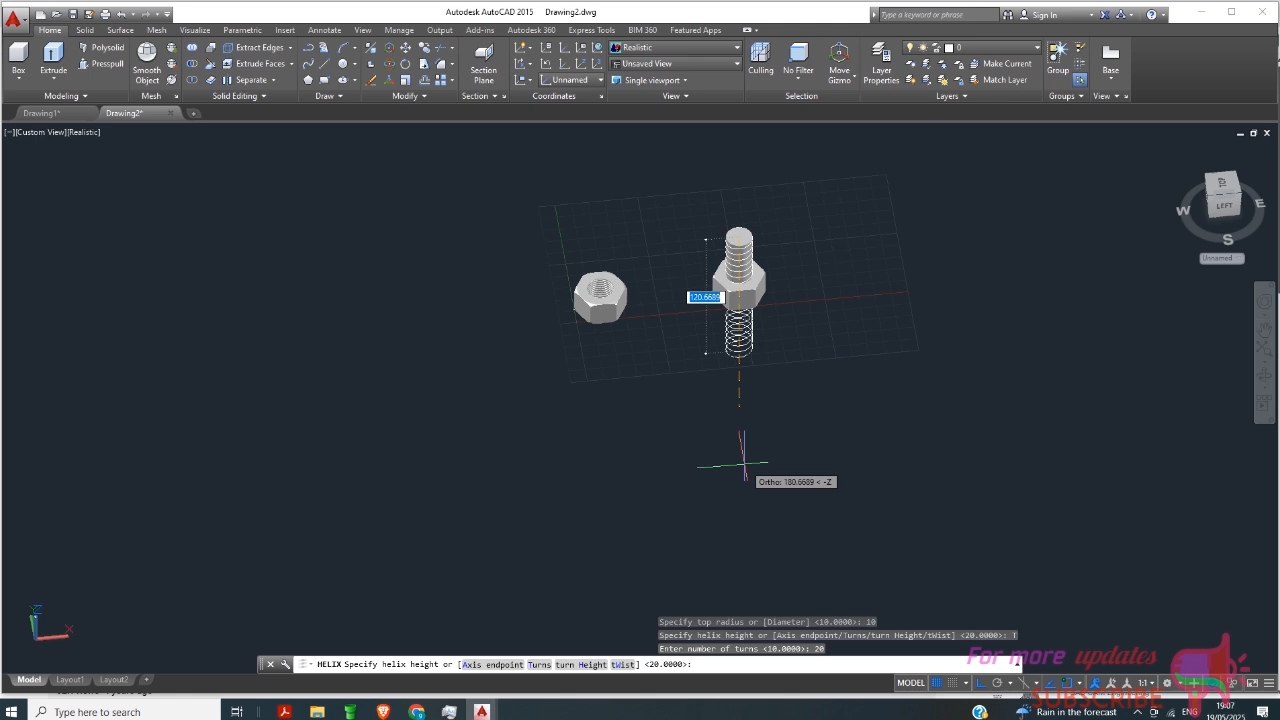 Autodesk AutoCAD 2015 Drawing2.dwg
Type a keyword or phrase
Sign In
Home Solid Surface Mesh Visualize Parametric Insert Annotate View Manage Output Add-ins Autodesk 360 Express Tools BIM 360 Featured Apps
Box
Extrude
Polysolid
Presspull
Smooth
Object
Extrude Edges
Extrude Faces
Separate
Section
Plane
Unnamed
Realistic
Unsaved View
Single viewport
Culling
No Filter
Move
Gizmo
Layer
Properties
0
Make Current
Match Layer
Group
Base
Modeling Mesh Solid Editing Draw Modify Section Coordinates View Selection Layers Groups View
Drawing1* Drawing2*
[−][Custom View][Realistic]
TOP
LEFT
W
E
S
Unnamed
120.6689
Ortho: 180.6689 < -Z
Z
X
Specify top radius or [Diameter] <10.0000>: 10
Specify helix height or [Axis endpoint/Turns/turn Height/tWist] <20.0000>: T
Enter number of turns <10.0000>: 20
HELIX Specify helix height or [Axis endpoint Turns turn Height tWist] <20.0000>:
For more updates
SUBSCRIBE
Model Layout1 Layout2
MODEL
1:1
Type here to search
Rain in the forecast
ENG
19:07
19/05/2025